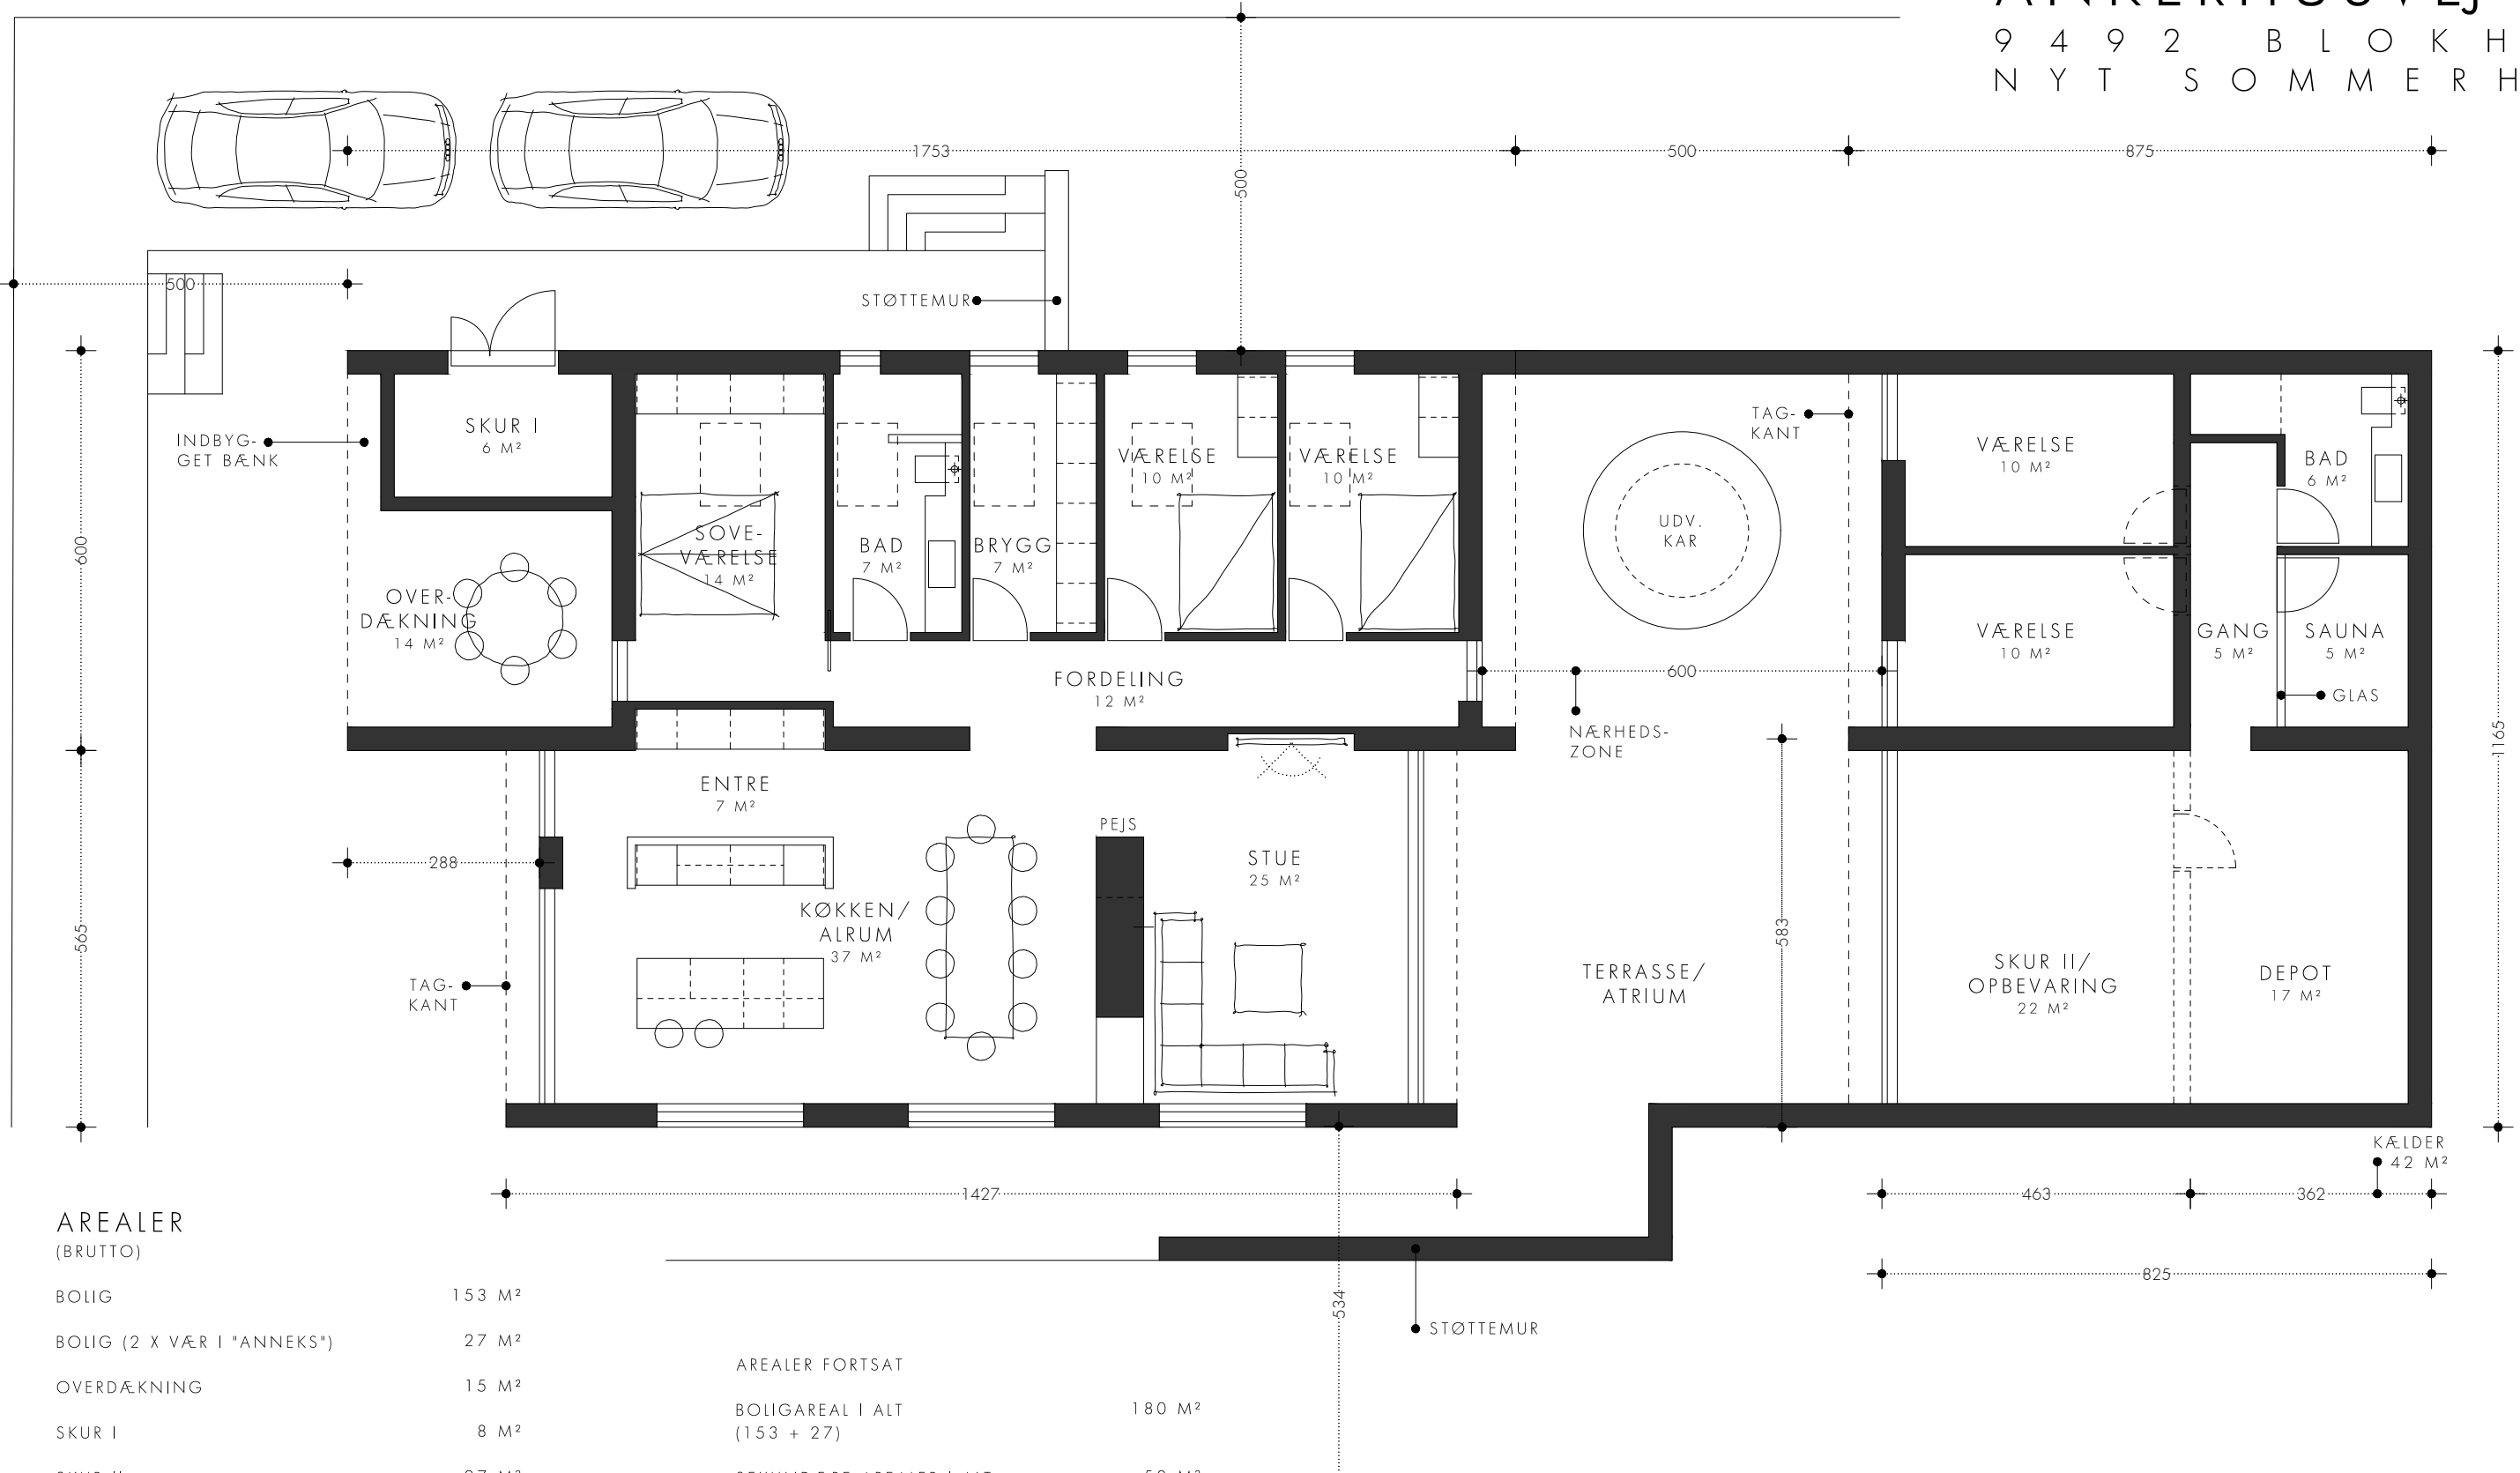 9492 BLOKH
NYT SOMMERH
1753
500
875
500
500
STØTTEMUR
INDBYG-
GET BÆNK
SKUR I
6 M²
TAG-
KANT
VÆRELSE
10 M²
VÆRELSE
10 M²
VÆRELSE
10 M²
BAD
6 M²
UDV.
KAR
SOVE-
VÆRELSE
14 M²
BAD
7 M²
BRYGG
7 M²
600
OVER-
DÆKNING
14 M²
VÆRELSE
10 M²
GANG
5 M²
SAUNA
5 M²
FORDELING
12 M²
600
GLAS
NÆRHEDS-
ZONE
1165
ENTRE
7 M²
PEJS
288
STUE
25 M²
KØKKEN/
ALRUM
37 M²
565
583
TAG-
KANT
TERRASSE/
ATRIUM
SKUR II/
OPBEVARING
22 M²
DEPOT
17 M²
KÆLDER
42 M²
1427
463
362
825
534
STØTTEMUR
AREALER
(BRUTTO)
BOLIG 153 M²
BOLIG (2 X VÆR I "ANNEKS") 27 M²
OVERDÆKNING 15 M²
SKUR I 8 M²
AREALER FORTSAT
BOLIGAREAL I ALT 180 M²
(153 + 27)